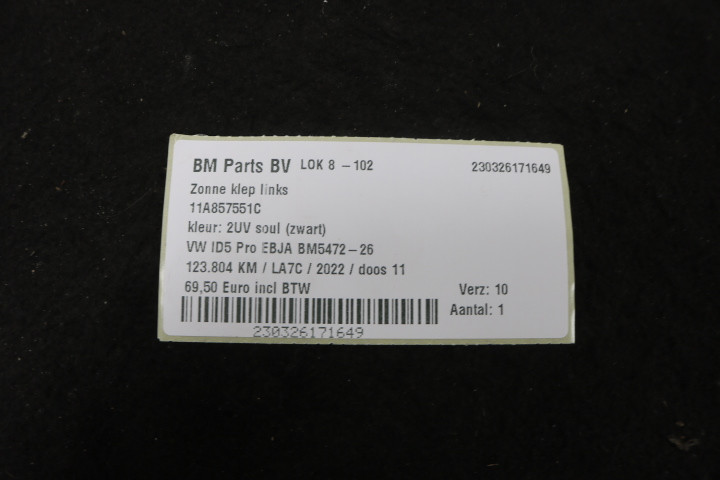 BM Parts BV LOK 8 - 102 230326171649
Zonne klep links
11A857551C
kleur: 2UV soul (zwart)
VW ID5 Pro EBJA BM5472-26
123.804 KM / LA7C / 2022 / doos 11
69,50 Euro incl BTW Verz: 10
Aantal: 1
230326171649